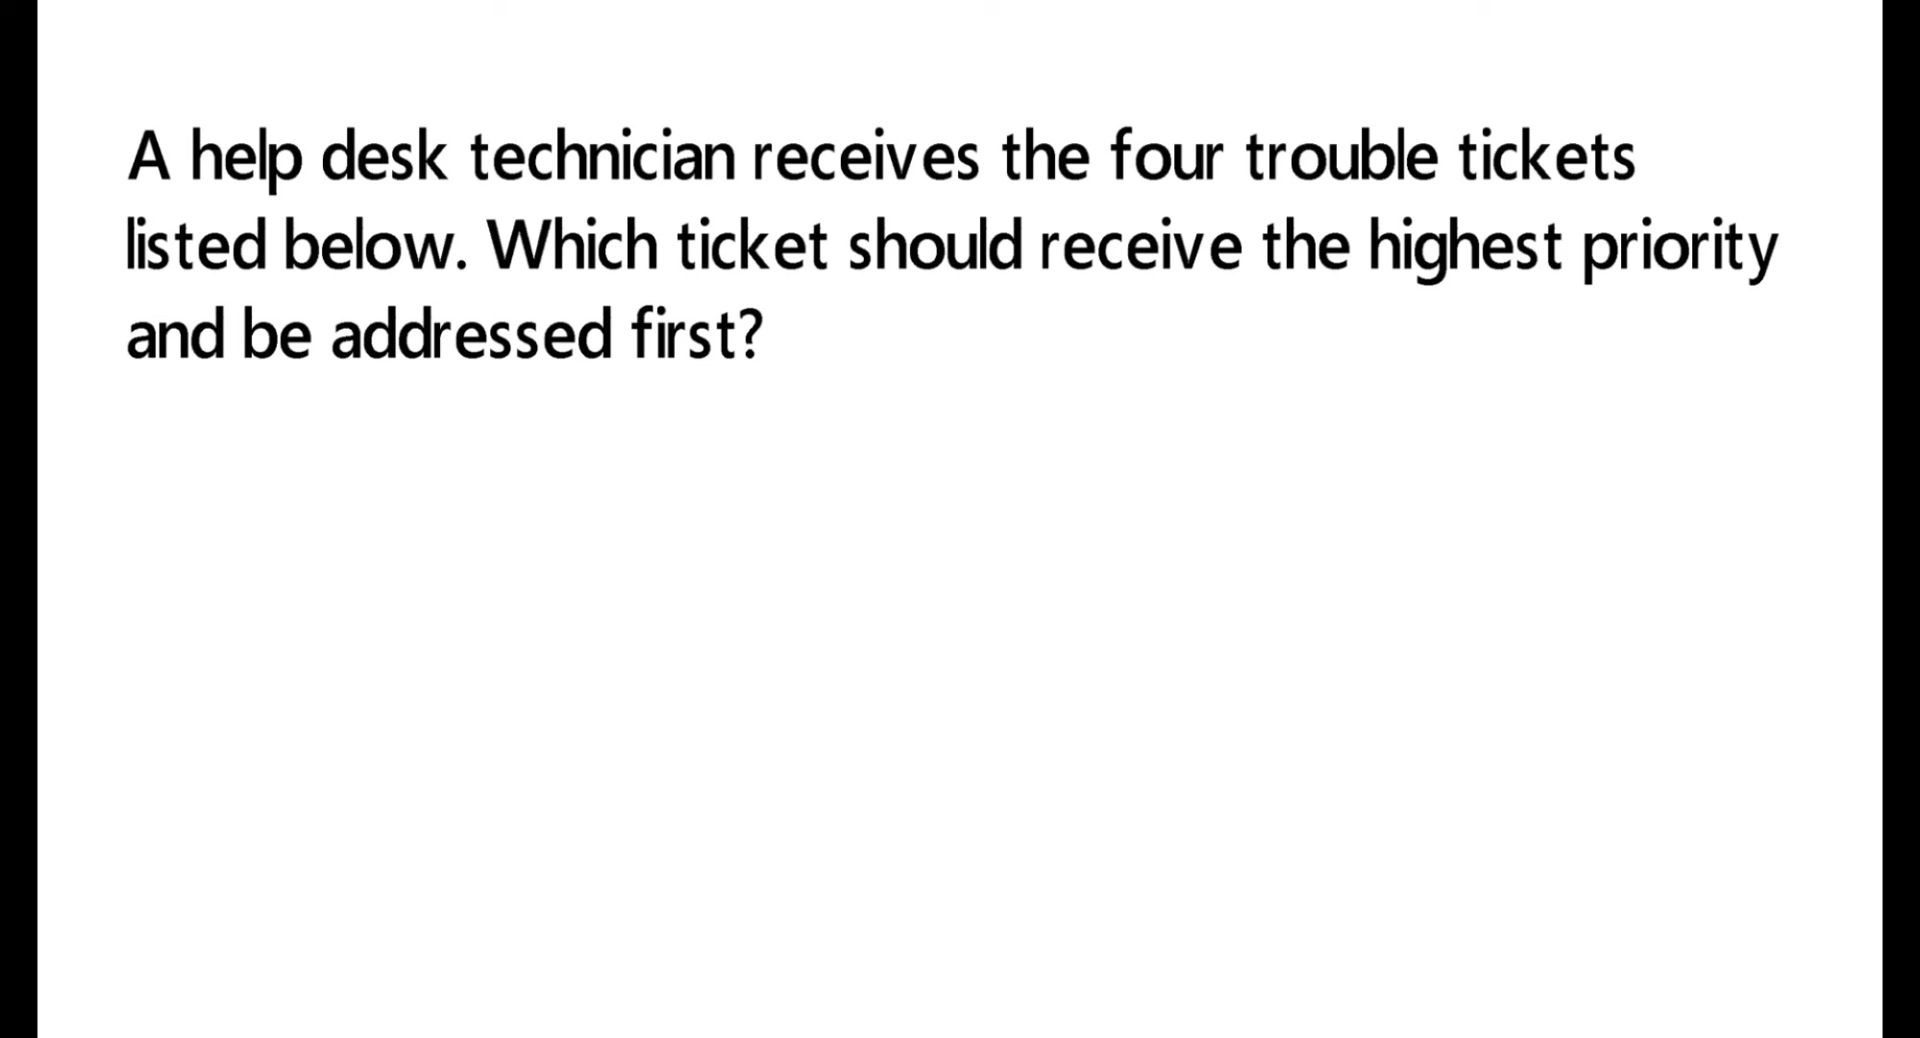 A help desk technician receives the four trouble tickets
listed below. Which ticket should receive the highest priority
and be addressed first?